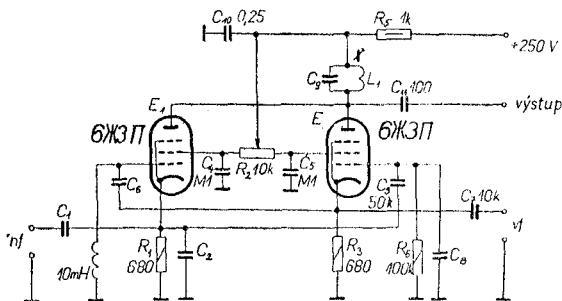 C10 0,25
R5 1k
+250 V
C9
L1
C11 100
výstup
E1
E
6Ж3П
6Ж3П
C6
C4
M1
R2 10k
C5
M1
C3
50k
C7 10k
nf
C1
vf
10mH
R1
680
C2
R3
680
R6
100k
C8